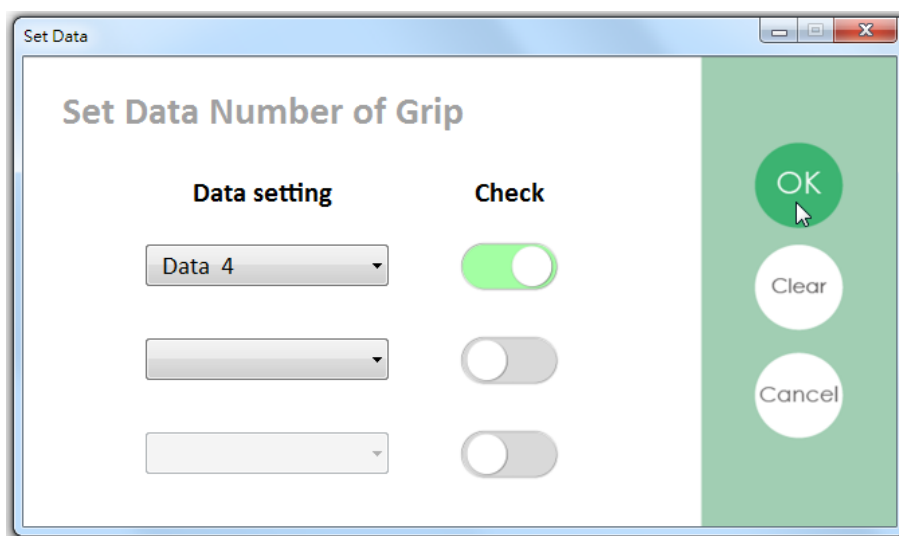 Set Data
Set Data Number of Grip
Data setting
Check
Data 4
OK
Clear
Cancel